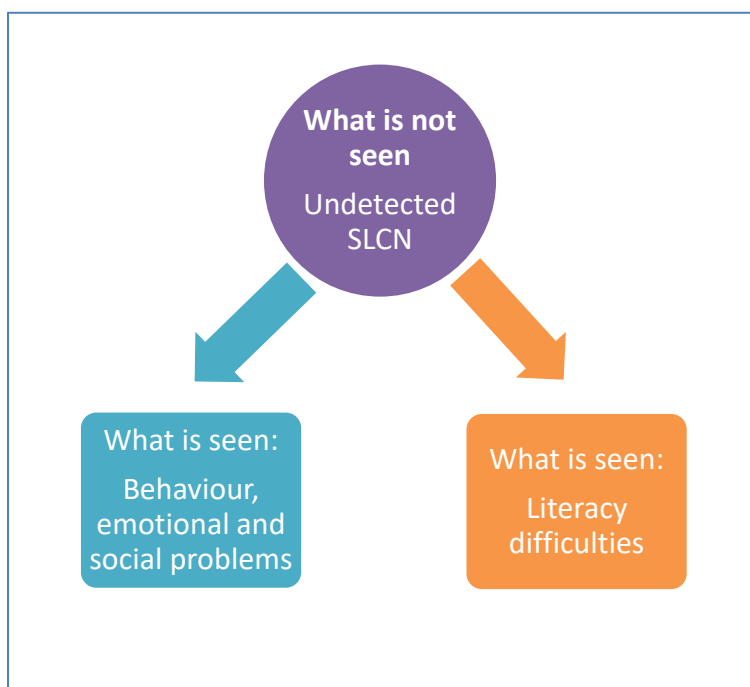 What is not
seen
Undetected
SLCN
What is seen:
Behaviour,
emotional and
social problems
What is seen:
Literacy
difficulties